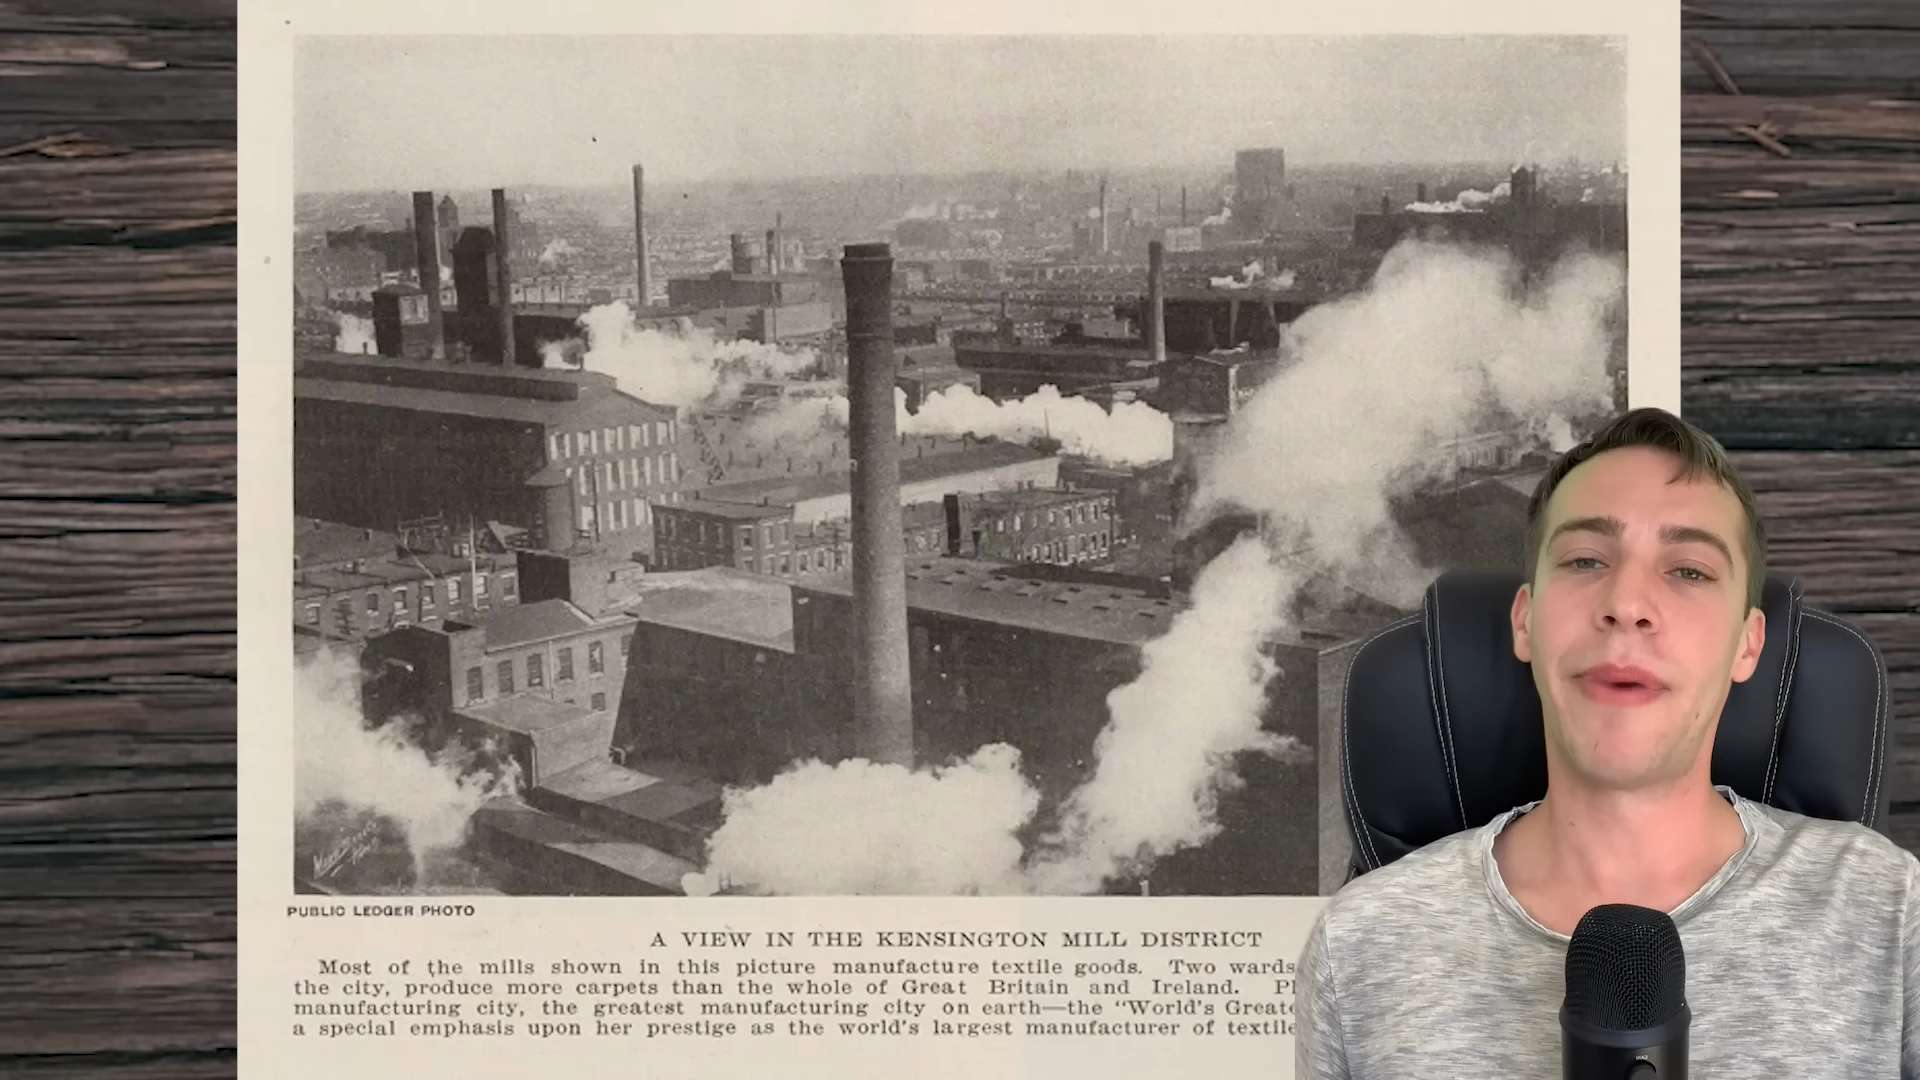 PUBLIC LEDGER PHOTO
A VIEW IN THE KENSINGTON MILL DISTRICT
Most of the mills shown in this picture manufacture textile goods. Two wards
the city, produce more carpets than the whole of Great Britain and Ireland.
manufacturing city, the greatest manufacturing city on earth—the "World's
a special emphasis upon her prestige as the world's largest manufacturer of